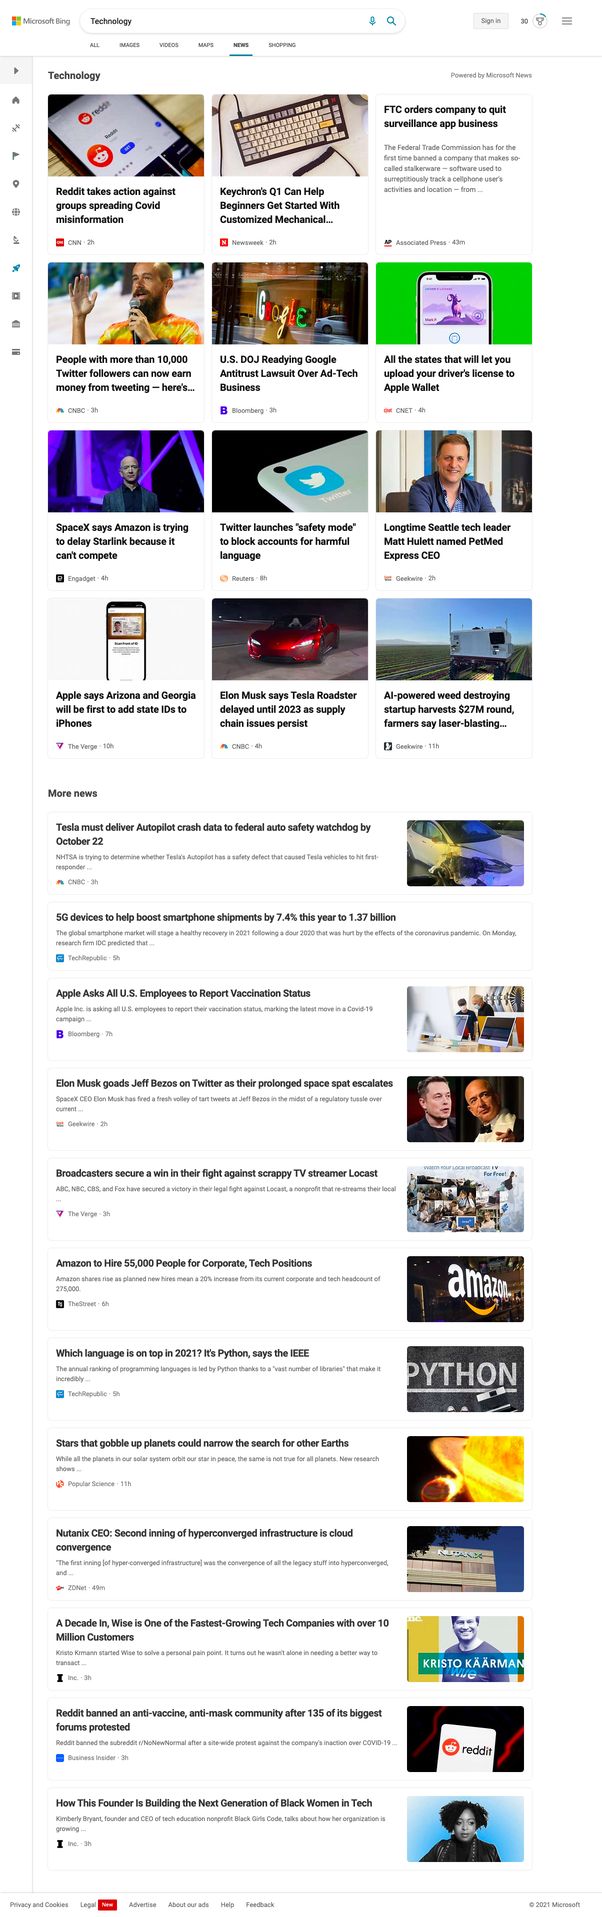 Microsoft Bing
Technology
Sign in
30
ALL
IMAGES
VIDEOS
MAPS
NEWS
SHOPPING
Technology
Powered by Microsoft News
reddit
Reddit
Reddit takes action against
groups spreading Covid
misinformation
CNN · 2h
Keychron's Q1 Can Help
Beginners Get Started With
Customized Mechanical...
Newsweek · 2h
FTC orders company to quit
surveillance app business
The Federal Trade Commission has for the
first time banned a company that makes so-
called stalkerware — software used to
surreptitiously track a cellphone user's
activities and location — from ...
AP Associated Press · 43m
People with more than 10,000
Twitter followers can now earn
money from tweeting — here's...
CNBC · 3h
Google
U.S. DOJ Readying Google
Antitrust Lawsuit Over Ad-Tech
Business
Bloomberg · 3h
All the states that will let you
upload your driver's license to
Apple Wallet
CNET · 4h
SpaceX says Amazon is trying
to delay Starlink because it
can't compete
Engadget · 4h
Twitter
Twitter launches "safety mode"
to block accounts for harmful
language
Reuters · 8h
Longtime Seattle tech leader
Matt Hulett named PetMed
Express CEO
Geekwire · 2h
Scan Front of ID
Apple says Arizona and Georgia
will be first to add state IDs to
iPhones
The Verge · 10h
Elon Musk says Tesla Roadster
delayed until 2023 as supply
chain issues persist
CNBC · 4h
AI-powered weed destroying
startup harvests $27M round,
farmers say laser-blasting...
Geekwire · 11h
More news
Tesla must deliver Autopilot crash data to federal auto safety watchdog by
October 22
NHTSA is trying to determine whether Tesla's Autopilot has a safety defect that caused Tesla vehicles to hit first-
responder ...
CNBC · 3h
5G devices to help boost smartphone shipments by 7.4% this year to 1.37 billion
The global smartphone market will stage a healthy recovery in 2021 following a dour 2020 that was hurt by the effects of the coronavirus pandemic. On Monday,
research firm IDC predicted that ...
TechRepublic · 5h
Apple Asks All U.S. Employees to Report Vaccination Status
Apple Inc. is asking all U.S. employees to report their vaccination status, marking the latest move in a Covid-19
campaign ...
Bloomberg · 7h
Elon Musk goads Jeff Bezos on Twitter as their prolonged space spat escalates
SpaceX CEO Elon Musk has fired a fresh volley of tart tweets at Jeff Bezos in the midst of a regulatory tussle over
current ...
Geekwire · 2h
Broadcasters secure a win in their fight against scrappy TV streamer Locast
ABC, NBC, CBS, and Fox have secured a victory in their legal fight against Locast, a nonprofit that re-streams their local
...
The Verge · 3h
Watch Your Local Broadcast TV
For Free!
Amazon to Hire 55,000 People for Corporate, Tech Positions
Amazon shares rise as planned new hires mean a 20% increase from its current corporate and tech headcount of
275,000.
TheStreet · 6h
amazon
Which language is on top in 2021? It's Python, says the IEEE
The annual ranking of programming languages is led by Python thanks to a "vast number of libraries" that make it
incredibly ...
TechRepublic · 5h
PYTHON
Stars that gobble up planets could narrow the search for other Earths
While all the planets in our solar system orbit our star in peace, the same is not true for all planets. New research
shows ...
Popular Science · 11h
Nutanix CEO: Second inning of hyperconverged infrastructure is cloud
convergence
"The first inning [of hyper-converged infrastructure] was the convergence of all the legacy stuff into hyperconverged,
and ...
ZDNet · 49m
NUTANIX
A Decade In, Wise is One of the Fastest-Growing Tech Companies with over 10
Million Customers
Kristo Krmann started Wise to solve a personal pain point. It turns out he wasn't alone in needing a better way to
transact ...
Inc. · 3h
KRISTO KÄÄRMAN
wise
Reddit banned an anti-vaccine, anti-mask community after 135 of its biggest
forums protested
Reddit banned the subreddit r/NoNewNormal after a site-wide protest against the company's inaction over COVID-19 ...
Business Insider · 3h
reddit
How This Founder Is Building the Next Generation of Black Women in Tech
Kimberly Bryant, founder and CEO of tech education nonprofit Black Girls Code, talks about how her organization is
growing ...
Inc. · 3h
Privacy and Cookies
Legal
New
Advertise
About our ads
Help
Feedback
© 2021 Microsoft